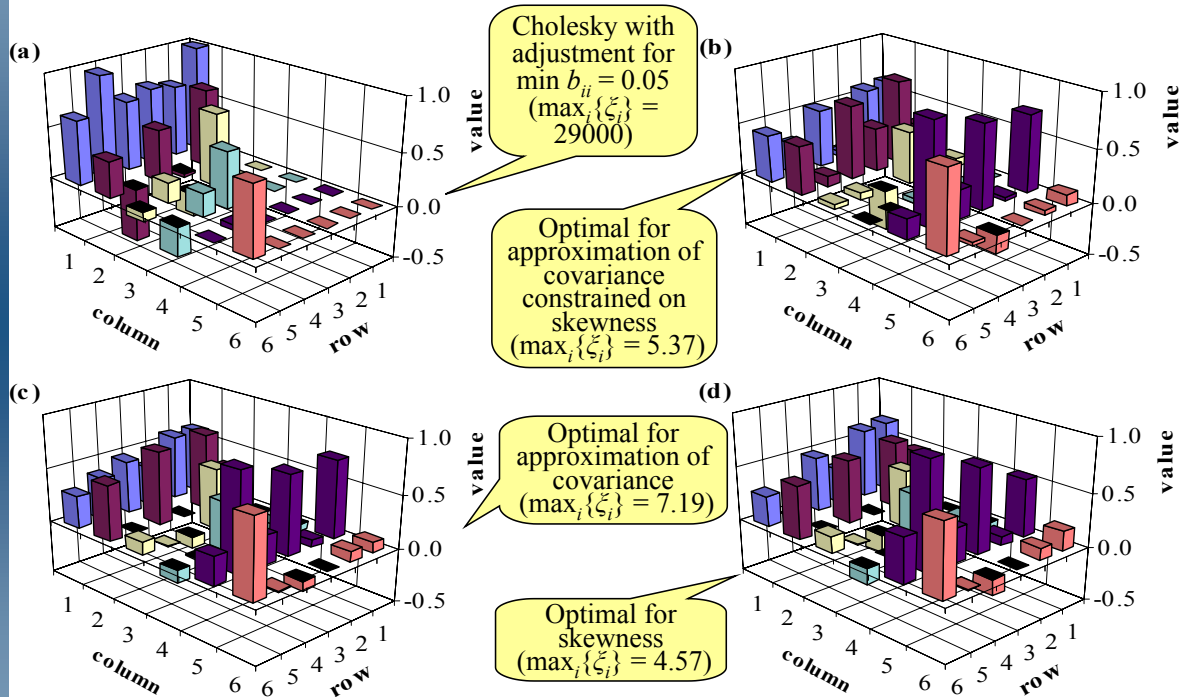 (a)
1.0
0.5
0.0
-0.5
value
1 2 3 4 5 6
column
6 5 4 3 2 1
row
Cholesky with
adjustment for
min b_ii = 0.05
(max_i{ξ_i} =
29000)
(b)
1.0
0.5
0.0
-0.5
value
1 2 3 4 5 6
column
6 5 4 3 2 1
row
Optimal for
approximation of
covariance
constrained on
skewness
(max_i{ξ_i} = 5.37)
(c)
1.0
0.5
0.0
-0.5
value
1 2 3 4 5 6
column
6 5 4 3 2 1
row
Optimal for
approximation of
covariance
(max_i{ξ_i} = 7.19)
(d)
1.0
0.5
0.0
-0.5
value
1 2 3 4 5 6
column
6 5 4 3 2 1
row
Optimal for
skewness
(max_i{ξ_i} = 4.57)